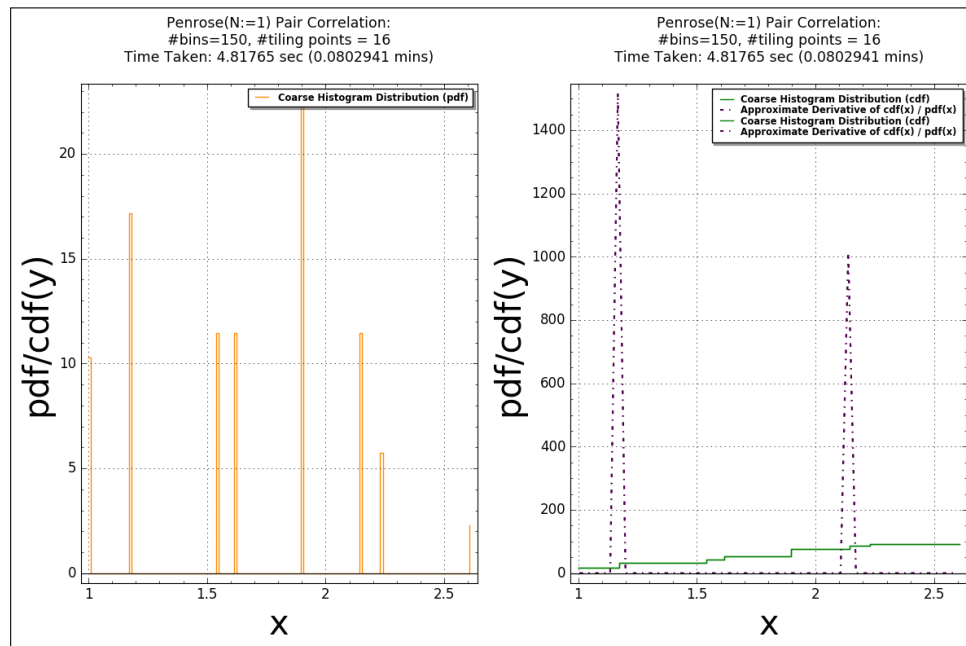 Penrose(N:=1) Pair Correlation:
#bins=150, #tiling points = 16
Time Taken: 4.81765 sec (0.0802941 mins)
Coarse Histogram Distribution (pdf)
pdf/cdf(y)
20
15
10
5
0
1
1.5
2
2.5
x
Penrose(N:=1) Pair Correlation:
#bins=150, #tiling points = 16
Time Taken: 4.81765 sec (0.0802941 mins)
Coarse Histogram Distribution (cdf)
Approximate Derivative of cdf(x) / pdf(x)
Coarse Histogram Distribution (cdf)
Approximate Derivative of cdf(x) / pdf(x)
pdf/cdf(y)
1400
1200
1000
800
600
400
200
0
1
1.5
2
2.5
x